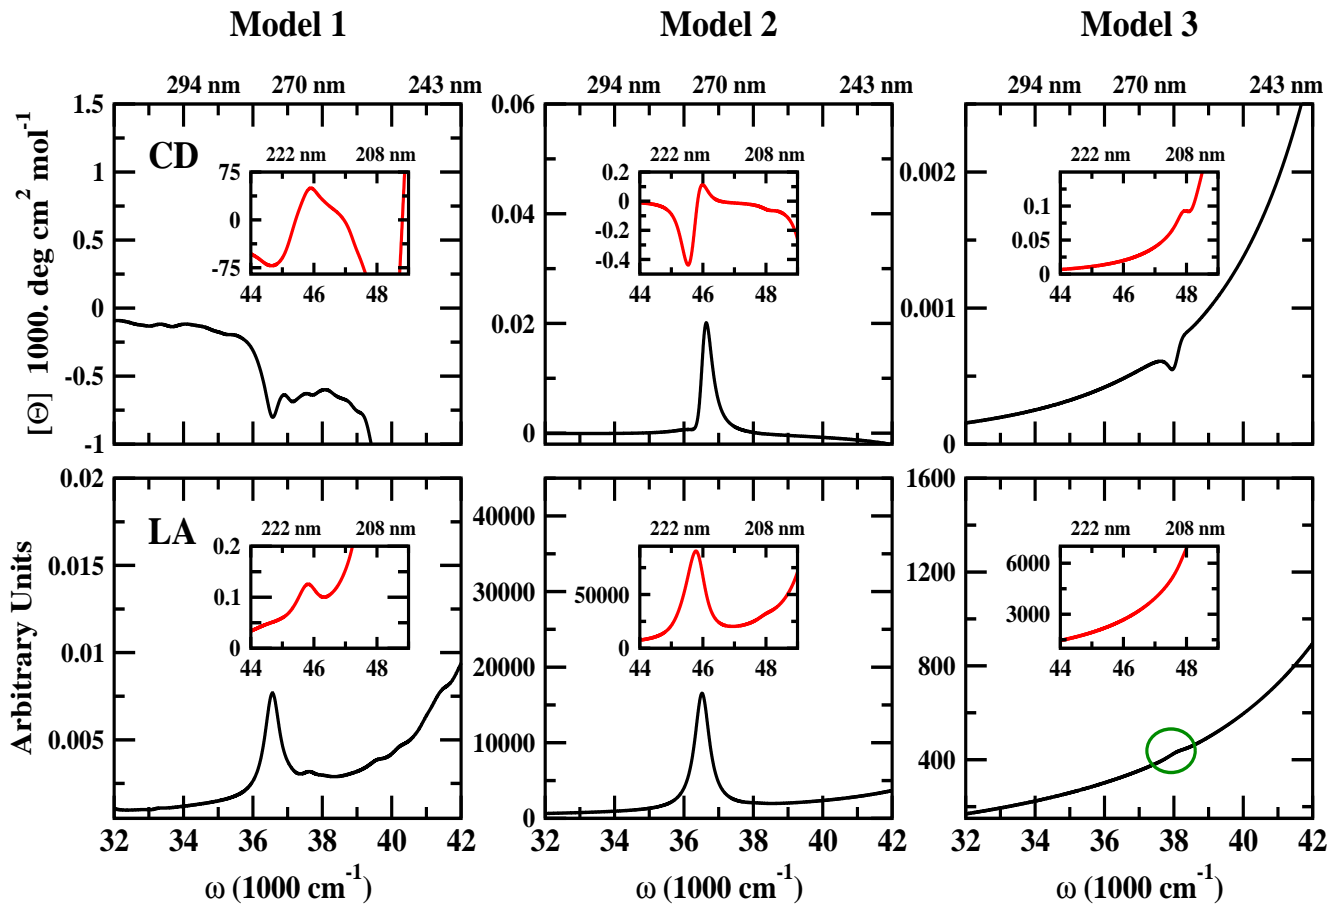 Model 1 Model 2 Model 3
294 nm 270 nm 243 nm 294 nm 270 nm 243 nm 294 nm 270 nm 243 nm
[Θ] 1000. deg cm² mol⁻¹
1.5
1
0.5
0
-0.5
-1
CD
222 nm 208 nm
75
0
-75
44 46 48
0.06
0.04
0.02
0
222 nm 208 nm
0.2
0
-0.2
-0.4
44 46 48
0.002
0.001
0
222 nm 208 nm
0.1
0.05
0
44 46 48
Arbitrary Units
0.02
0.015
0.01
0.005
LA
222 nm 208 nm
0.2
0.1
0
44 46 48
32 34 36 38 40 42
ω (1000 cm⁻¹)
40000
30000
20000
10000
0
222 nm 208 nm
50000
0
44 46 48
32 34 36 38 40 42
ω (1000 cm⁻¹)
1600
1200
800
400
222 nm 208 nm
6000
3000
44 46 48
32 34 36 38 40 42
ω (1000 cm⁻¹)